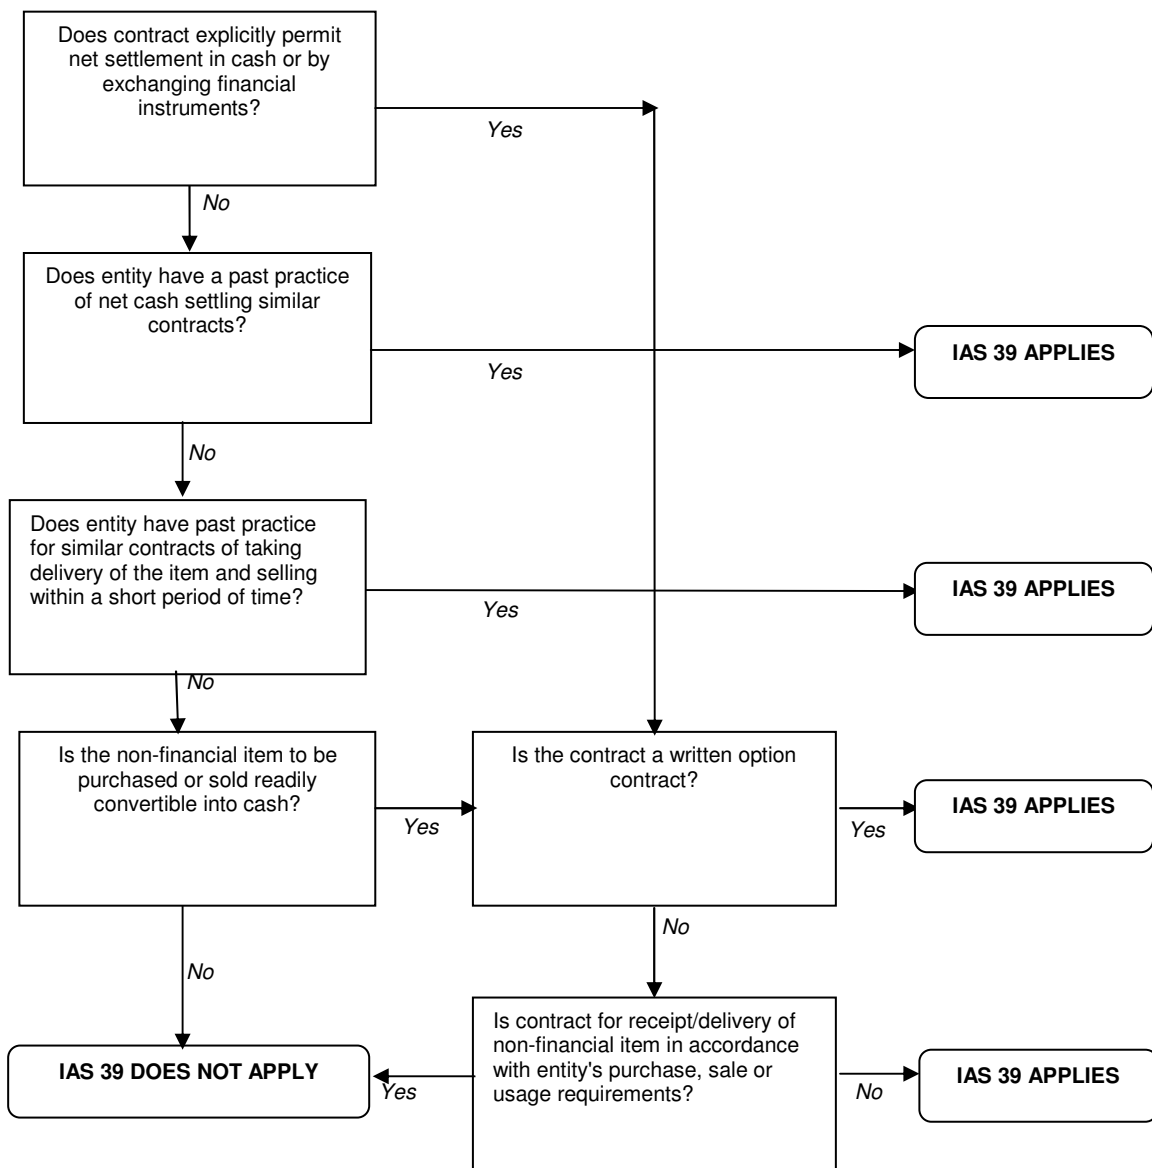 Does contract explicitly permit
net settlement in cash or by
exchanging financial
instruments?
Yes
No
Does entity have a past practice
of net cash settling similar
contracts?
Yes
IAS 39 APPLIES
No
Does entity have past practice
for similar contracts of taking
delivery of the item and selling
within a short period of time?
Yes
IAS 39 APPLIES
No
Is the non-financial item to be
purchased or sold readily
convertible into cash?
Yes
Is the contract a written option
contract?
Yes
IAS 39 APPLIES
No
No
Is contract for receipt/delivery of
non-financial item in accordance
with entity's purchase, sale or
usage requirements?
Yes
IAS 39 DOES NOT APPLY
No
IAS 39 APPLIES